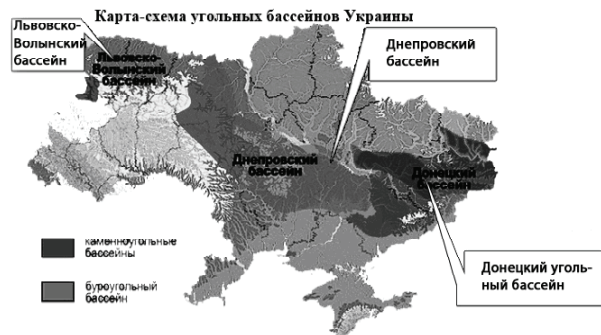 Карта-схема угольных бассейнов Украины
Львовско-
Волынский
бассейн
Днепровский
бассейн
Львовско-
Волынский
бассейн
Днепровский
бассейн
Донецкий
бассейн
каменноугольные
бассейны
буроугольный
бассейн
Донецкий уголь-
ный бассейн